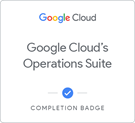 Google Cloud
Google Cloud's
Operations Suite
COMPLETION BADGE